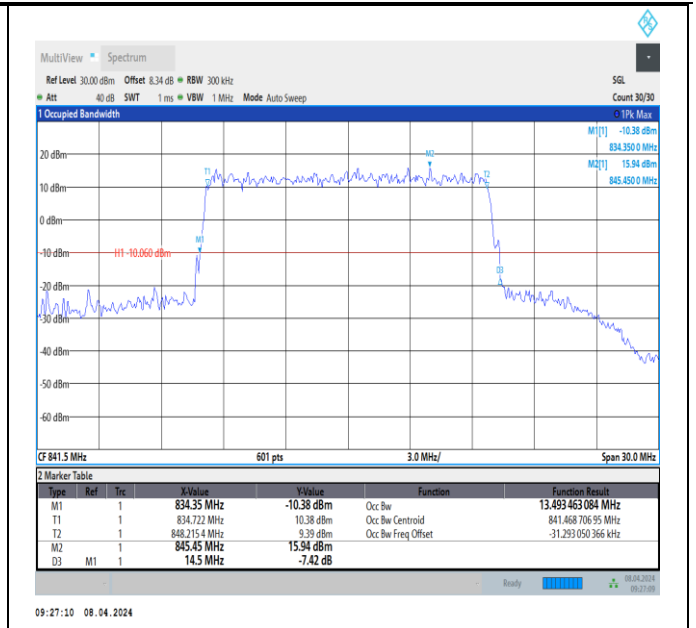 R&S
MultiView Spectrum
Ref Level 30.00 dBm Offset 8.34 dB RBW 300 kHz SGL
Att 40 dB SWT 1 ms VBW 1 MHz Mode Auto Sweep Count 30/30
1 Occupied Bandwidth 1Pk Max
M1[1] -10.38 dBm
834.350 0 MHz
M2[1] 15.94 dBm
845.450 0 MHz
20 dBm
M2
T1
T2
10 dBm
0 dBm
M1
-10 dBm
H1 -10.060 dBm
D3
-20 dBm
-30 dBm
-40 dBm
-50 dBm
-60 dBm
CF 841.5 MHz 601 pts 3.0 MHz/ Span 30.0 MHz
2 Marker Table
Type Ref Trc X-Value Y-Value Function Function Result
M1 1 834.35 MHz -10.38 dBm Occ Bw 13.493 463 084 MHz
T1 1 834.722 MHz 10.38 dBm Occ Bw Centroid 841.468 706 95 MHz
T2 1 848.215 4 MHz 9.39 dBm Occ Bw Freq Offset -31.293 050 366 kHz
M2 1 845.45 MHz 15.94 dBm
D3 M1 1 14.5 MHz -7.42 dB
Ready 08.04.2024
09:27:09
09:27:10 08.04.2024